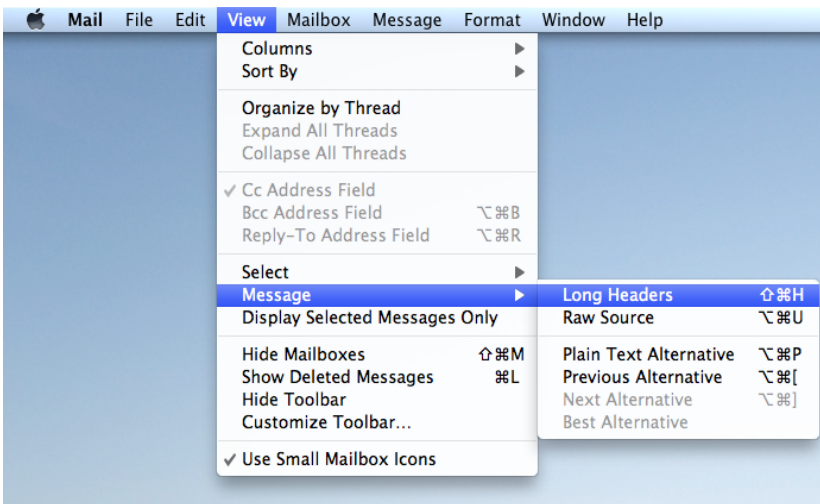 Mail File Edit View Mailbox Message Format Window Help
Columns
Sort By
Organize by Thread
Expand All Threads
Collapse All Threads
✓ Cc Address Field
Bcc Address Field ⌥⌘B
Reply-To Address Field ⌥⌘R
Select
Message
Display Selected Messages Only
Hide Mailboxes ⇧⌘M
Show Deleted Messages ⌘L
Hide Toolbar
Customize Toolbar...
✓ Use Small Mailbox Icons
Long Headers ⇧⌘H
Raw Source ⌥⌘U
Plain Text Alternative ⌥⌘P
Previous Alternative ⌥⌘[
Next Alternative ⌥⌘]
Best Alternative